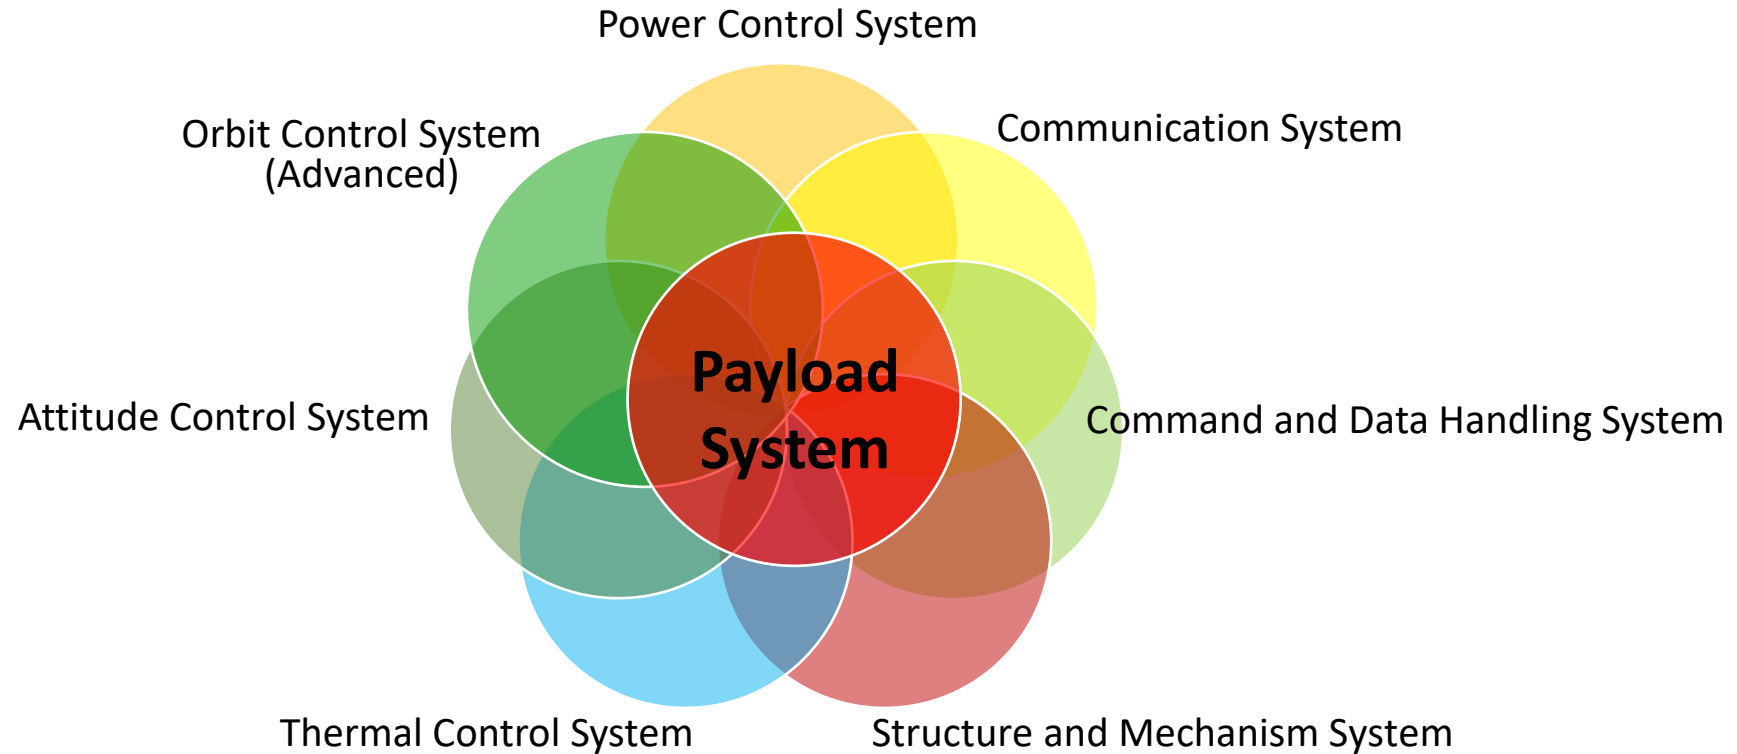 Power Control System
Orbit Control System
(Advanced)
Communication System
Payload
System
Attitude Control System
Command and Data Handling System
Thermal Control System
Structure and Mechanism System